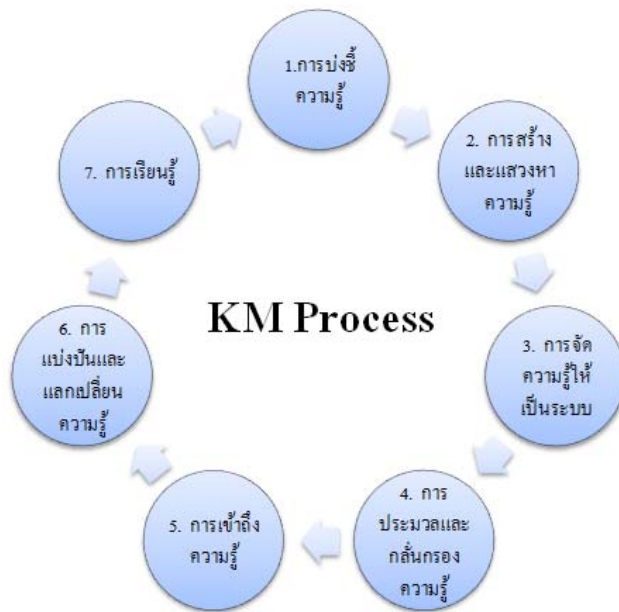 1.การบ่งชี้
ความรู้
2. การสร้าง
และแสวงหา
ความรู้
3. การจัด
ความรู้ให้
เป็นระบบ
4. การ
ประมวลและ
กลั่นกรอง
ความรู้
5. การเข้าถึง
ความรู้
6. การ
แบ่งปันและ
แลกเปลี่ยน
ความรู้
7. การเรียนรู้
KM Process